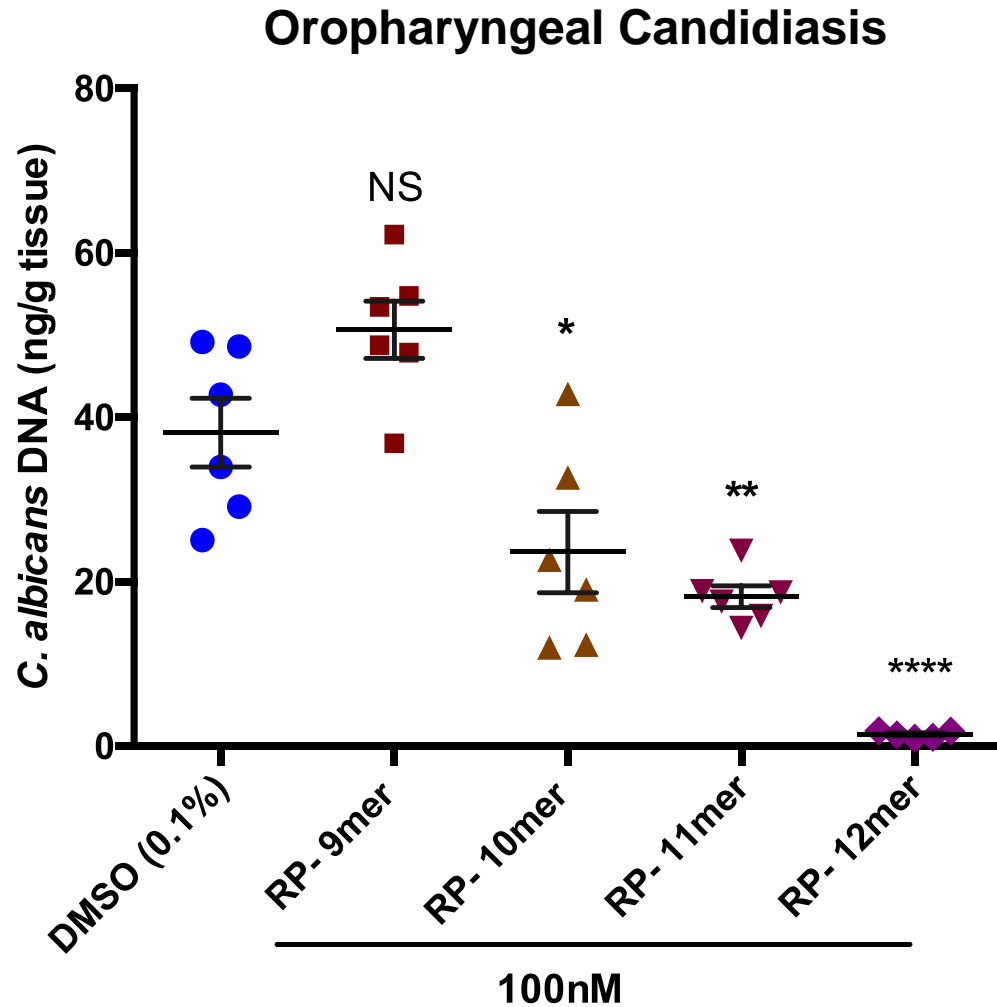 Oropharyngeal Candidiasis
C. albicans DNA (ng/g tissue)
80
60
40
20
0
NS
*
**
****
DMSO (0.1%)
RP- 9mer
RP- 10mer
RP- 11mer
RP- 12mer
100nM